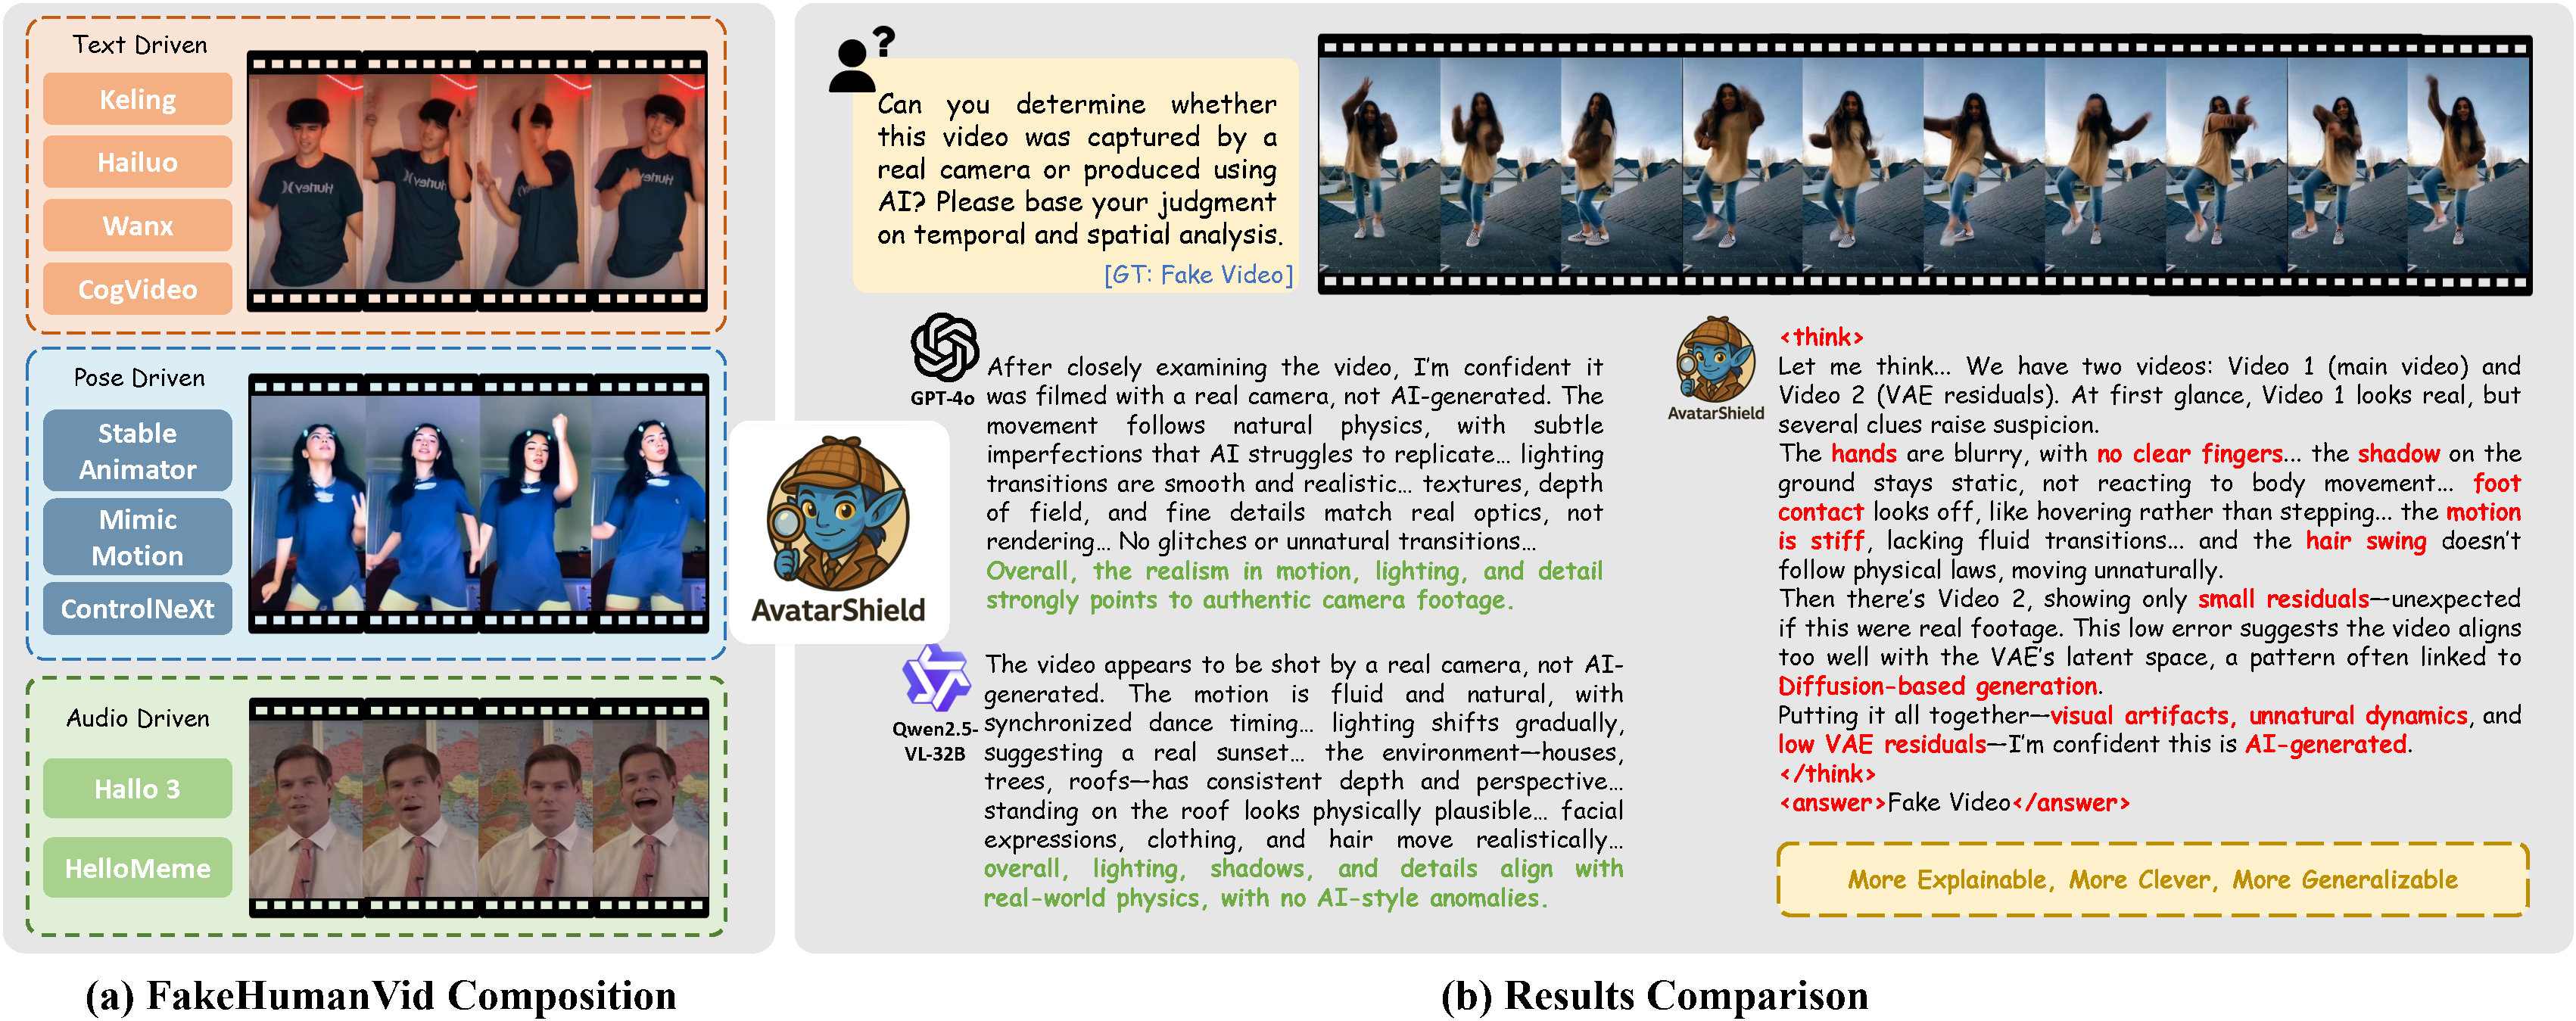 Text Driven
Keling
Hailuo
Wanx
CogVideo
Pose Driven
Stable
Animator
Mimic
Motion
ControlNeXt
Audio Driven
Hallo 3
HelloMeme
AvatarShield
(a) FakeHumanVid Composition
?
Can you determine whether
this video was captured by a
real camera or produced using
AI? Please base your judgment
on temporal and spatial analysis.
[GT: Fake Video]
GPT-4o
After closely examining the video, I'm confident it
was filmed with a real camera, not AI-generated. The
movement follows natural physics, with subtle
imperfections that AI struggles to replicate... lighting
transitions are smooth and realistic... textures, depth
of field, and fine details match real optics, not
rendering... No glitches or unnatural transitions...
Overall, the realism in motion, lighting, and detail
strongly points to authentic camera footage.
Qwen2.5-
VL-32B
The video appears to be shot by a real camera, not AI-
generated. The motion is fluid and natural, with
synchronized dance timing... lighting shifts gradually,
suggesting a real sunset... the environment—houses,
trees, roofs—has consistent depth and perspective...
standing on the roof looks physically plausible... facial
expressions, clothing, and hair move realistically...
overall, lighting, shadows, and details align with
real-world physics, with no AI-style anomalies.
AvatarShield
<think>
Let me think... We have two videos: Video 1 (main video) and
Video 2 (VAE residuals). At first glance, Video 1 looks real, but
several clues raise suspicion.
The hands are blurry, with no clear fingers... the shadow on the
ground stays static, not reacting to body movement... foot
contact looks off, like hovering rather than stepping... the motion
is stiff, lacking fluid transitions... and the hair swing doesn't
follow physical laws, moving unnaturally.
Then there's Video 2, showing only small residuals—unexpected
if this were real footage. This low error suggests the video aligns
too well with the VAE's latent space, a pattern often linked to
Diffusion-based generation.
Putting it all together—visual artifacts, unnatural dynamics, and
low VAE residuals—I'm confident this is AI-generated.
</think>
<answer>Fake Video</answer>
More Explainable, More Clever, More Generalizable
(b) Results Comparison